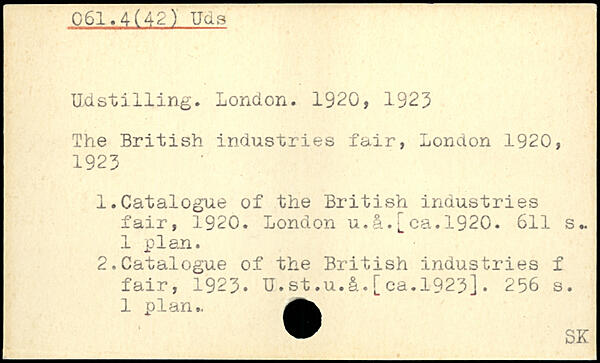 061.4(42) Uds
Udstilling. London. 1920, 1923
The British industries fair, London 1920,
1923
1.Catalogue of the British industries
fair, 1920. London u.å.[ca.1920. 611 s.
1 plan.
2.Catalogue of the British industries f
fair, 1923. U.st.u.å.[ca.1923]. 256 s.
1 plan.
SK